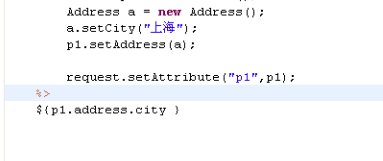 Address a = new Address();
a.setCity("上海");
p1.setAddress(a);
request.setAttribute("p1",p1);
%>
${p1.address.city }